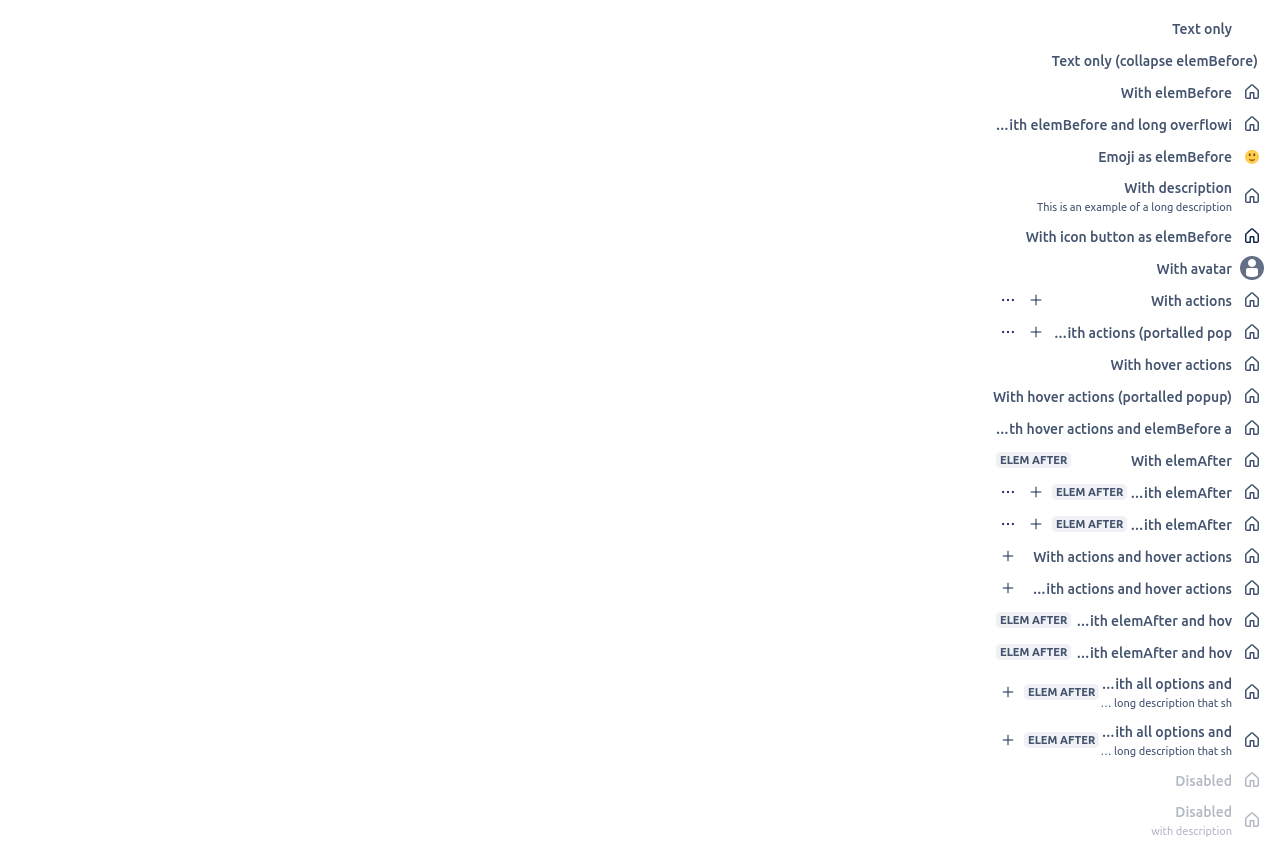 Text only
Text only (collapse elemBefore)
With elemBefore
...ith elemBefore and long overflowi
Emoji as elemBefore
With description
This is an example of a long description
With icon button as elemBefore
With avatar
With actions
...ith actions (portalled pop
With hover actions
With hover actions (portalled popup)
...th hover actions and elemBefore a
ELEM AFTER With elemAfter
ELEM AFTER ...ith elemAfter
ELEM AFTER ...ith elemAfter
With actions and hover actions
...ith actions and hover actions
ELEM AFTER ...ith elemAfter and hov
ELEM AFTER ...ith elemAfter and hov
ELEM AFTER ...ith all options and
... long description that sh
ELEM AFTER ...ith all options and
... long description that sh
Disabled
Disabled
with description